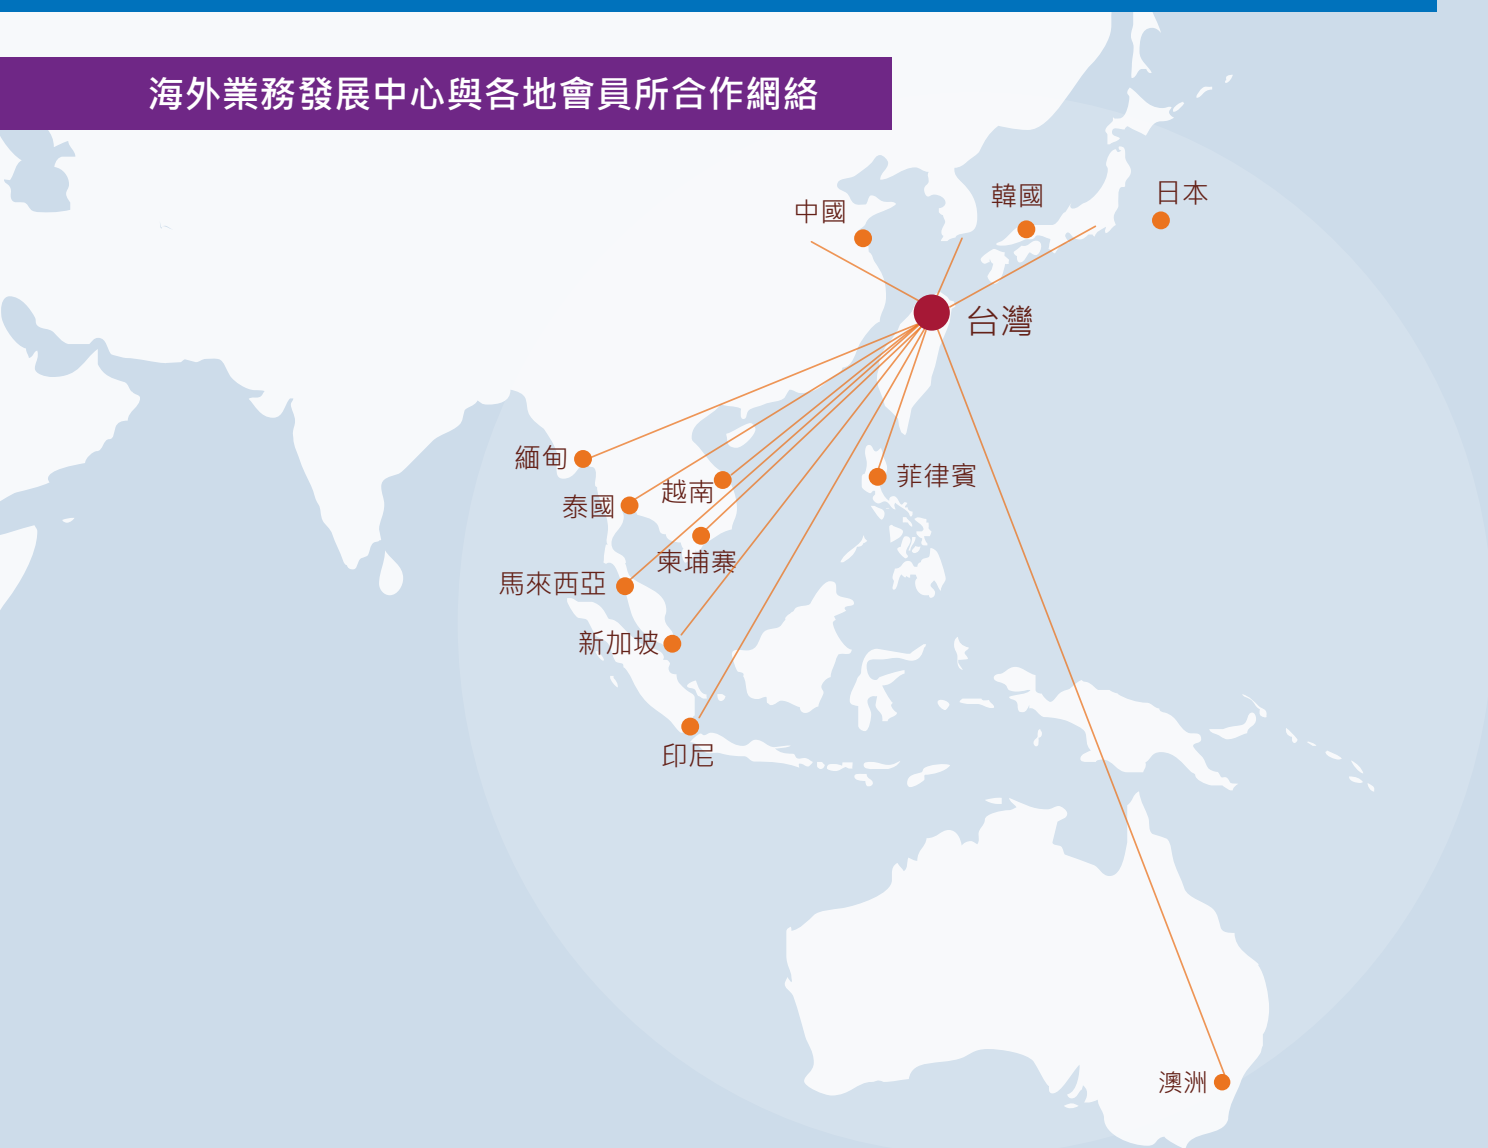 海外業務發展中心與各地會員所合作網絡
日本
韓國
中國
台灣
緬甸
菲律賓
越南
泰國
柬埔寨
馬來西亞
新加坡
印尼
澳洲